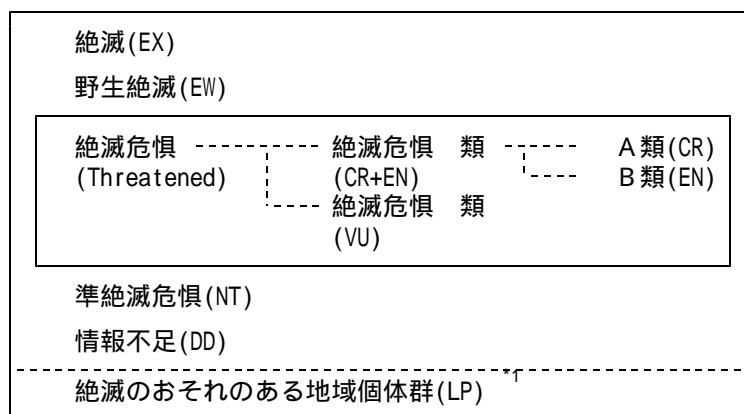 絶滅(EX)
野生絶滅(EW)
絶滅危惧 絶滅危惧 類 A類(CR)
(Threatened) (CR+EN) B類(EN)
絶滅危惧 類
(VU)
準絶滅危惧(NT)
情報不足(DD)
絶滅のおそれのある地域個体群(LP) *1